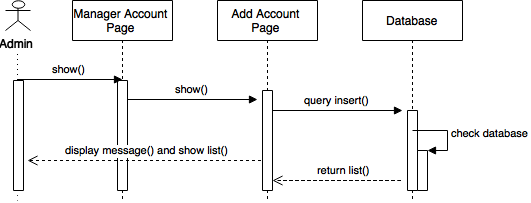 Admin
Manager Account
Page
Add Account
Page
Database
show()
show()
query insert()
check database
display message() and show list()
return list()